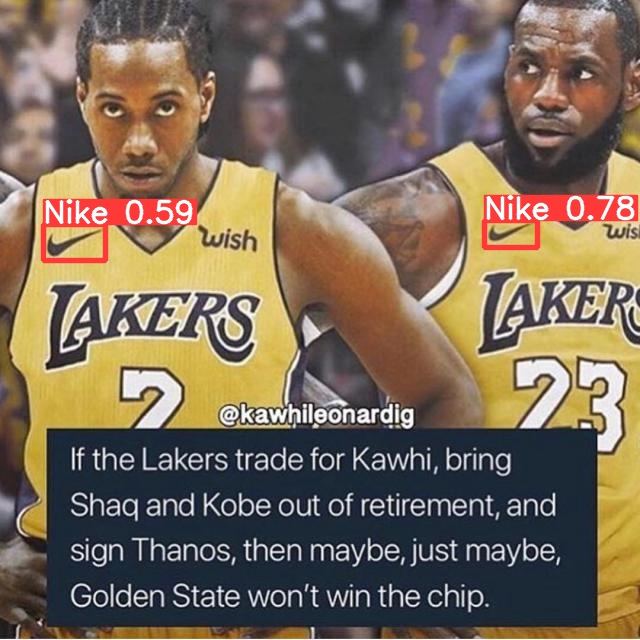 Nike 0.59
Nike 0.78
wish
wis
LAKERS
LAKERS
2
23
@kawhileonardig
If the Lakers trade for Kawhi, bring
Shaq and Kobe out of retirement, and
sign Thanos, then maybe, just maybe,
Golden State won't win the chip.